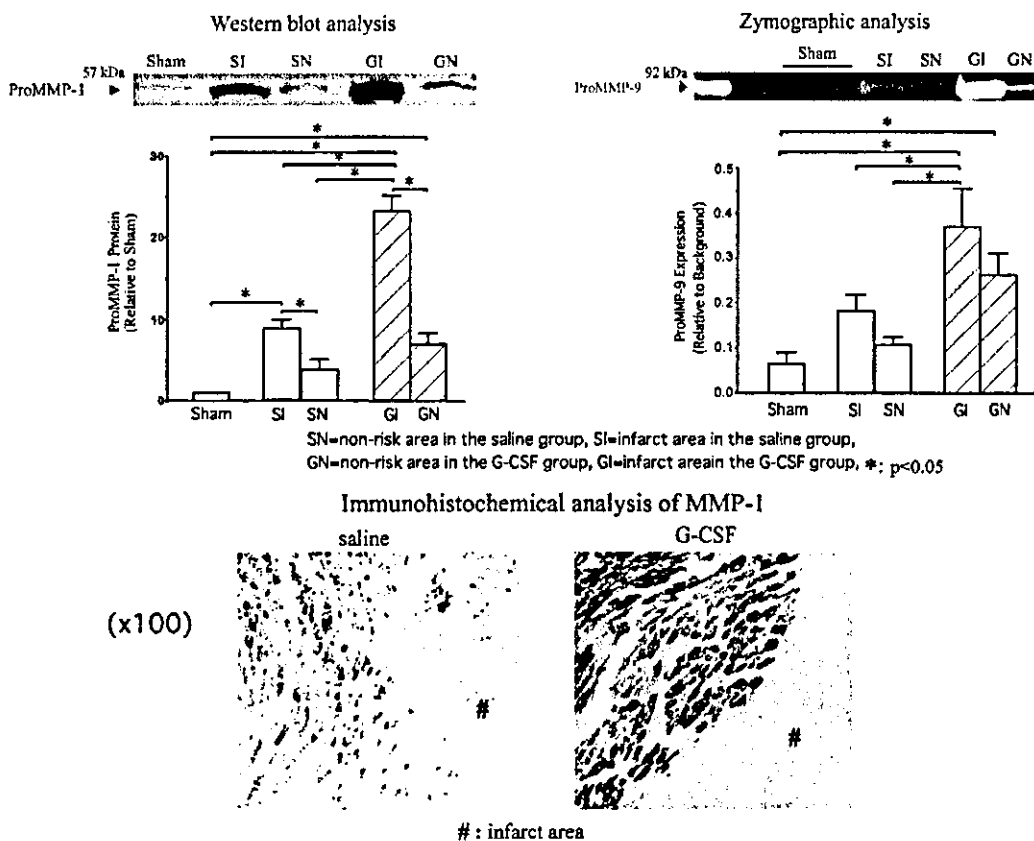 Western blot analysis
57 kDa
Sham SI SN GI GN
ProMMP-1
*
*
*
*
*
*
*
30
20
10
0
ProMMP-1 Protein
(Relative to Sham)
Sham SI SN GI GN
Zymographic analysis
92 kDa
Sham SI SN GI GN
ProMMP-9
*
*
*
*
0.5
0.4
0.3
0.2
0.1
0.0
ProMMP-9 Expression
(Relative to Background)
Sham SI SN GI GN
SN=non-risk area in the saline group, SI=infarct area in the saline group,
GN=non-risk area in the G-CSF group, GI=infarct areain the G-CSF group, *: p<0.05
Immunohistochemical analysis of MMP-1
saline G-CSF
(x100)
#
#
# : infarct area